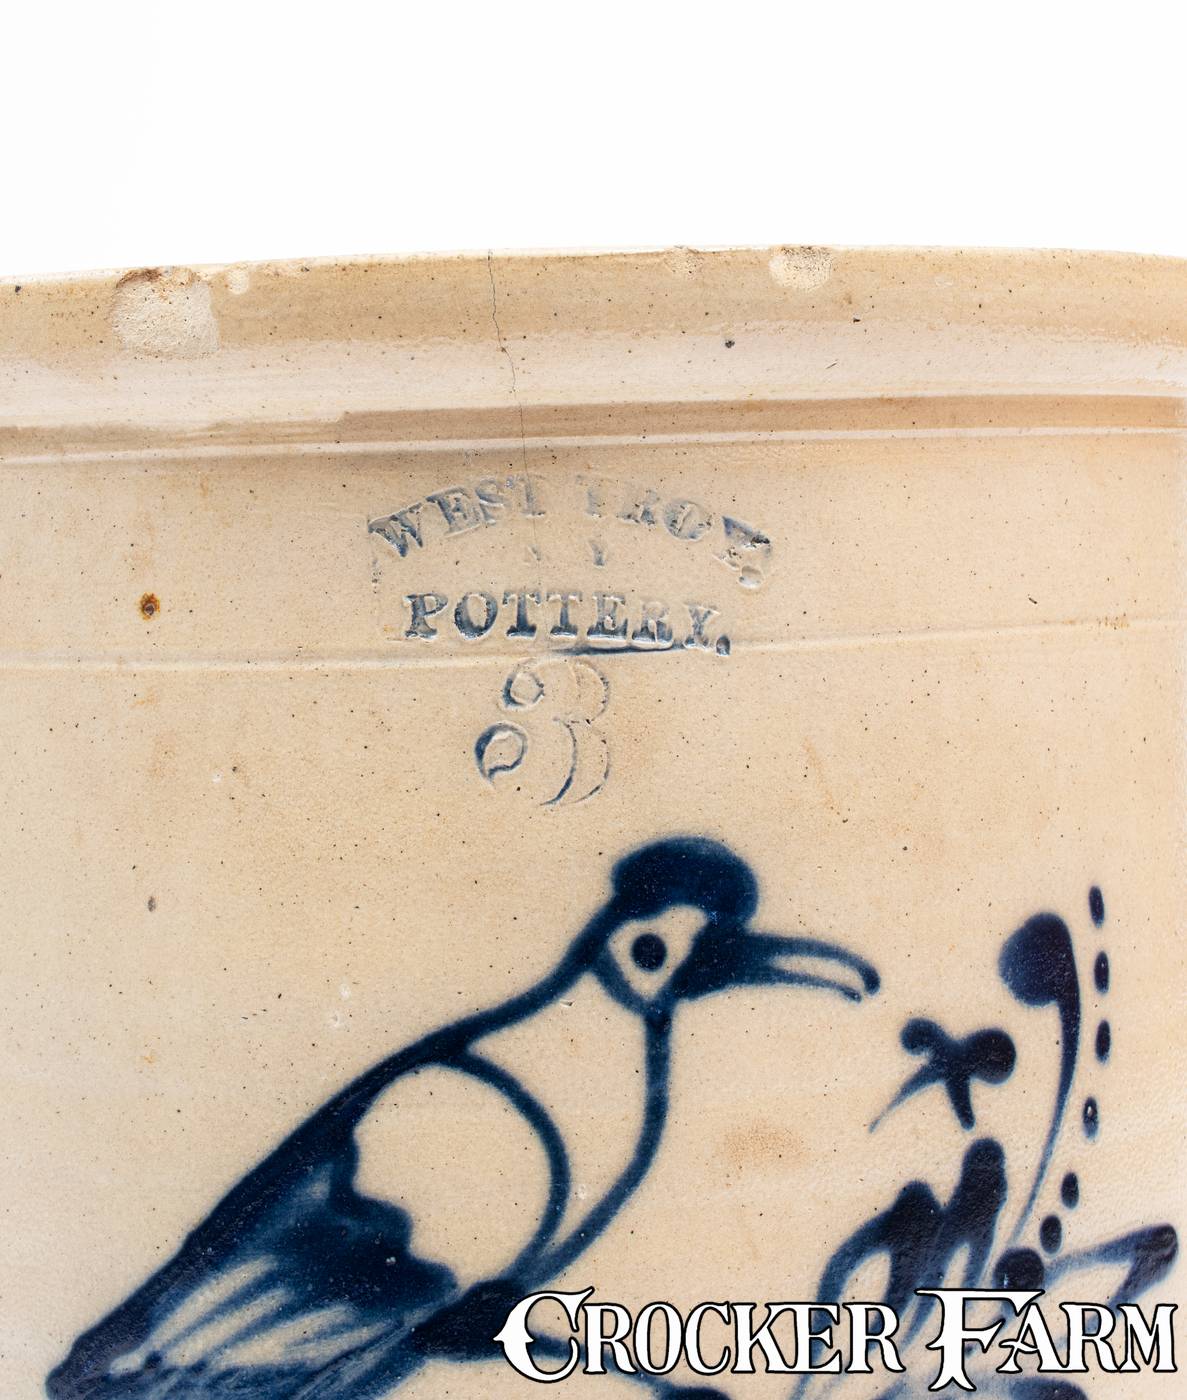 WEST TROY.
N Y
POTTERY.
3
CROCKER FARM